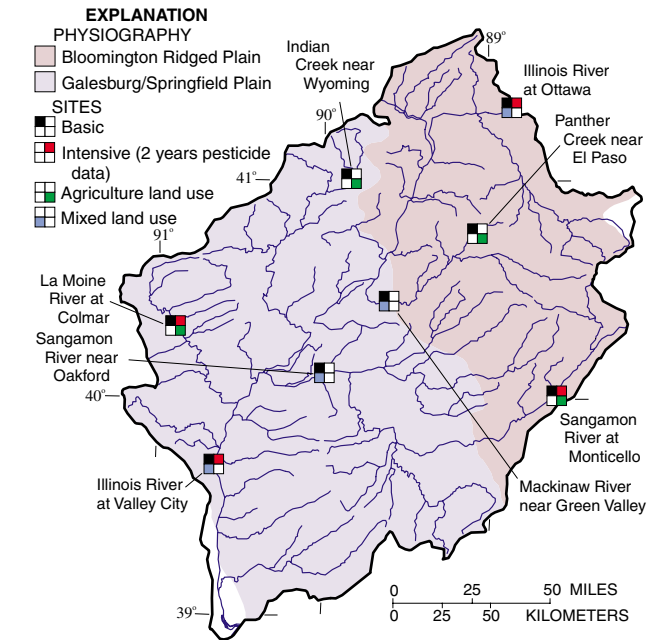 EXPLANATION
PHYSIOGRAPHY
Bloomington Ridged Plain
Galesburg/Springfield Plain
SITES
Basic
Intensive (2 years pesticide
data)
Agriculture land use
Mixed land use
Indian
Creek near
Wyoming
89°
Illinois River
at Ottawa
Panther
Creek near
El Paso
90°
41°
91°
La Moine
River at
Colmar
Sangamon
River near
Oakford
40°
Sangamon
River at
Monticello
Illinois River
at Valley City
Mackinaw River
near Green Valley
39°
0 25 50 MILES
0 25 50 KILOMETERS